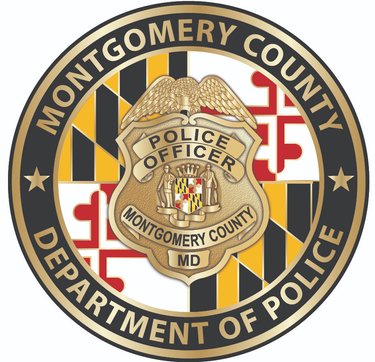 MONTGOMERY COUNTY
POLICE
OFFICER
MONTGOMERY COUNTY
MD
DEPARTMENT OF POLICE